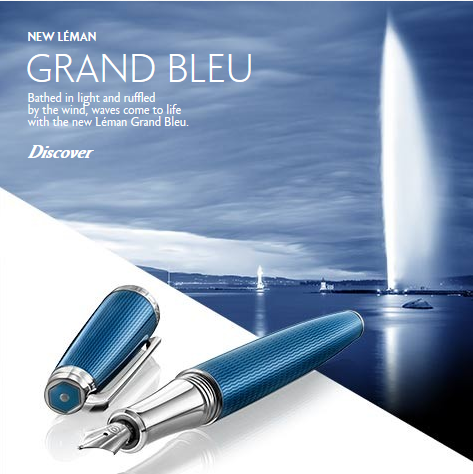 NEW LÉMAN
GRAND BLEU
Bathed in light and ruffled
by the wind, waves come to life
with the new Léman Grand Bleu.
Discover